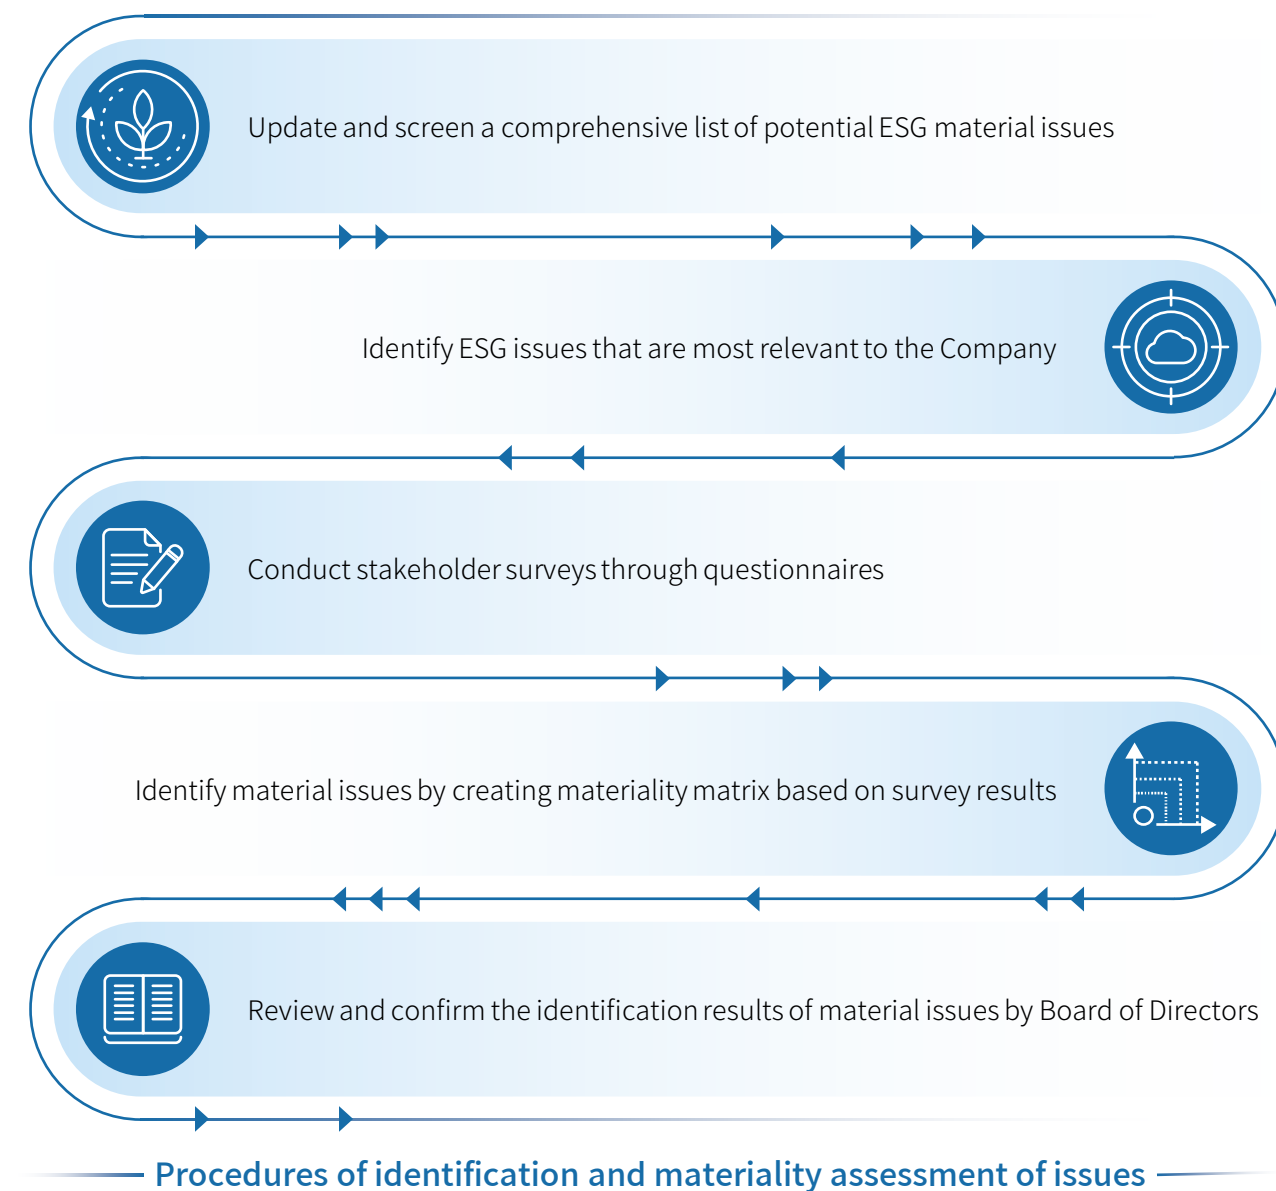 Update and screen a comprehensive list of potential ESG material issues
Identify ESG issues that are most relevant to the Company
Conduct stakeholder surveys through questionnaires
Identify material issues by creating materiality matrix based on survey results
Review and confirm the identification results of material issues by Board of Directors
Procedures of identification and materiality assessment of issues